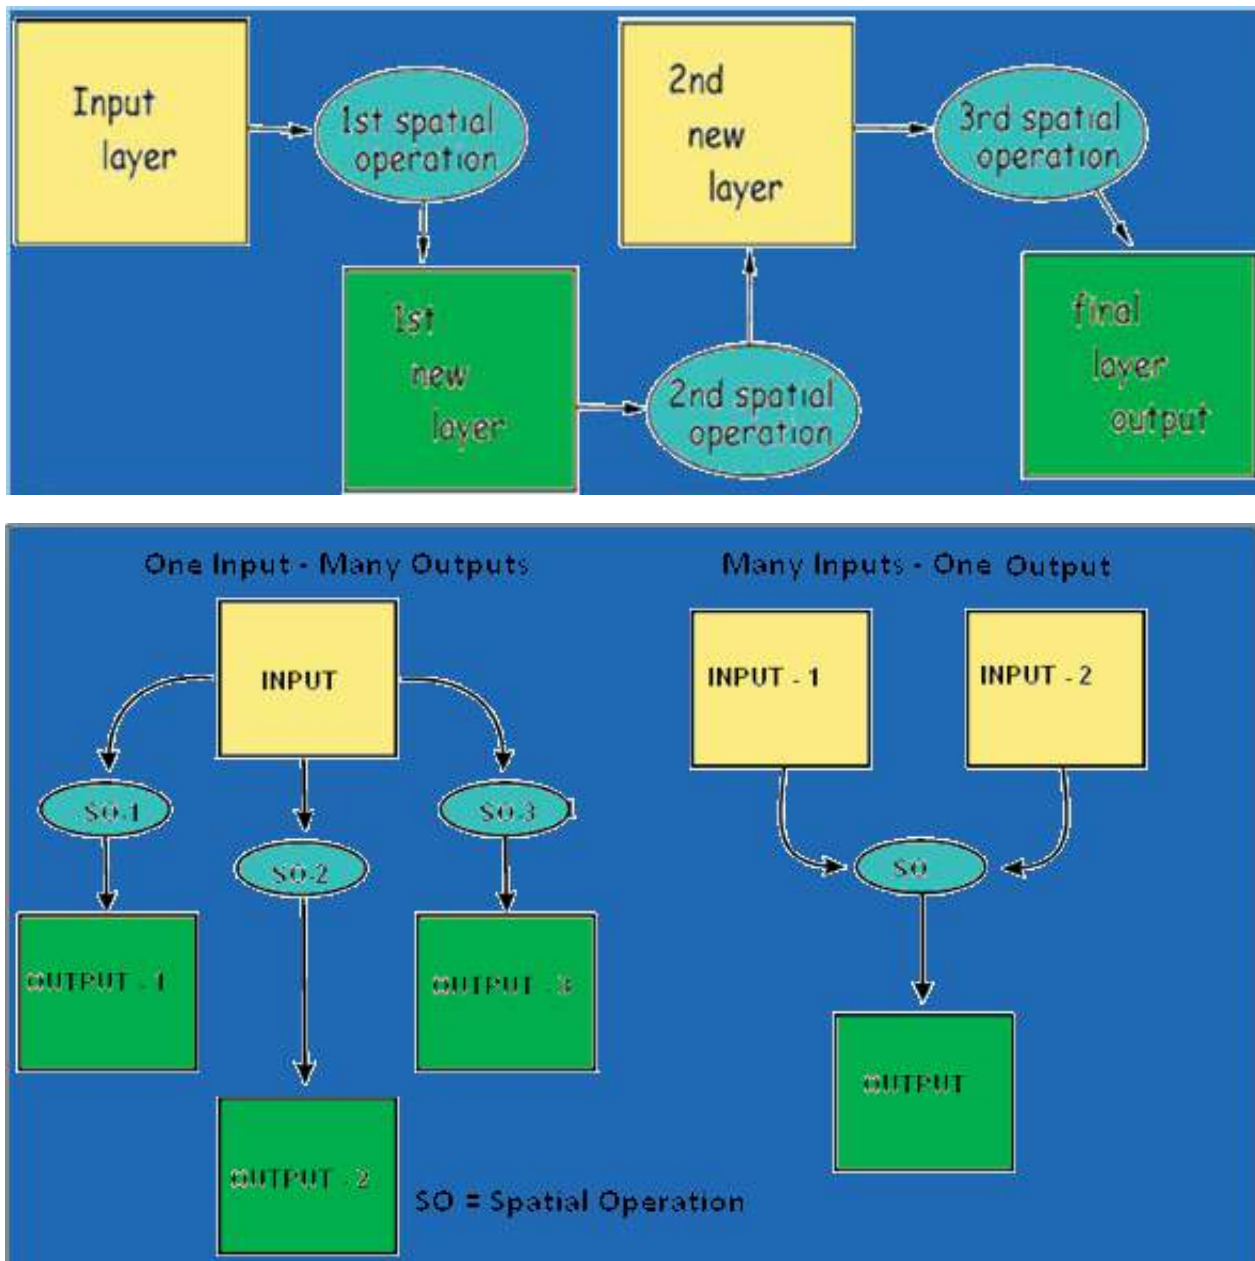 Input
layer
1st spatial
operation
1st
new
layer
2nd spatial
operation
2nd
new
layer
3rd spatial
operation
final
layer
output
One Input - Many Outputs
INPUT
SO-1
SO-2
SO-3
OUTPUT - 1
OUTPUT - 2
OUTPUT - 3
SO = Spatial Operation
Many Inputs - One Output
INPUT - 1
INPUT - 2
SO
OUTPUT